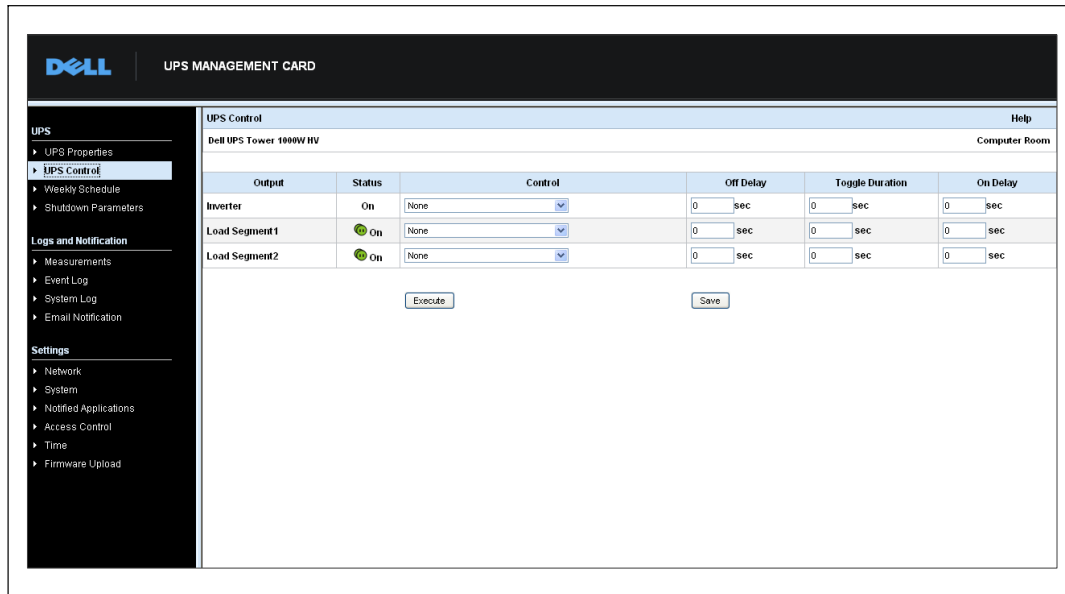 DELL
UPS MANAGEMENT CARD
UPS
UPS Properties
UPS Control
Weekly Schedule
Shutdown Parameters
Logs and Notification
Measurements
Event Log
System Log
Email Notification
Settings
Network
System
Notified Applications
Access Control
Time
Firmware Upload
UPS Control Help
Dell UPS Tower 1000W HV Computer Room
Output Status Control Off Delay Toggle Duration On Delay
Inverter On None 0 sec 0 sec 0 sec
Load Segment1 On None 0 sec 0 sec 0 sec
Load Segment2 On None 0 sec 0 sec 0 sec
Execute Save